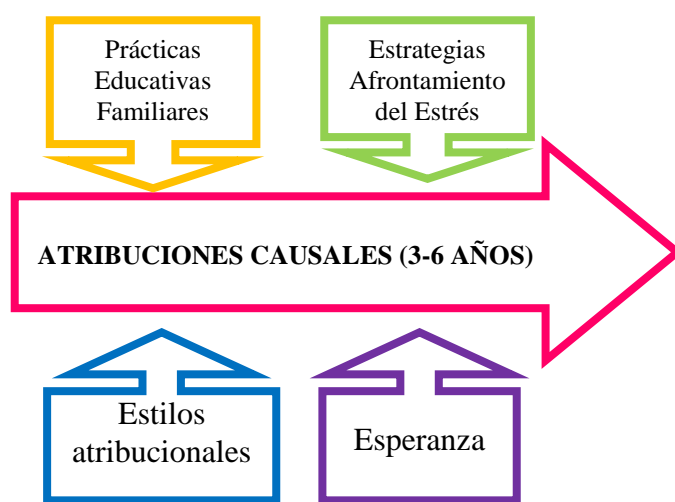 Prácticas
Educativas
Familiares
Estrategias
Afrontamiento
del Estrés
ATRIBUCIONES CAUSALES (3-6 AÑOS)
Estilos
atribucionales
Esperanza